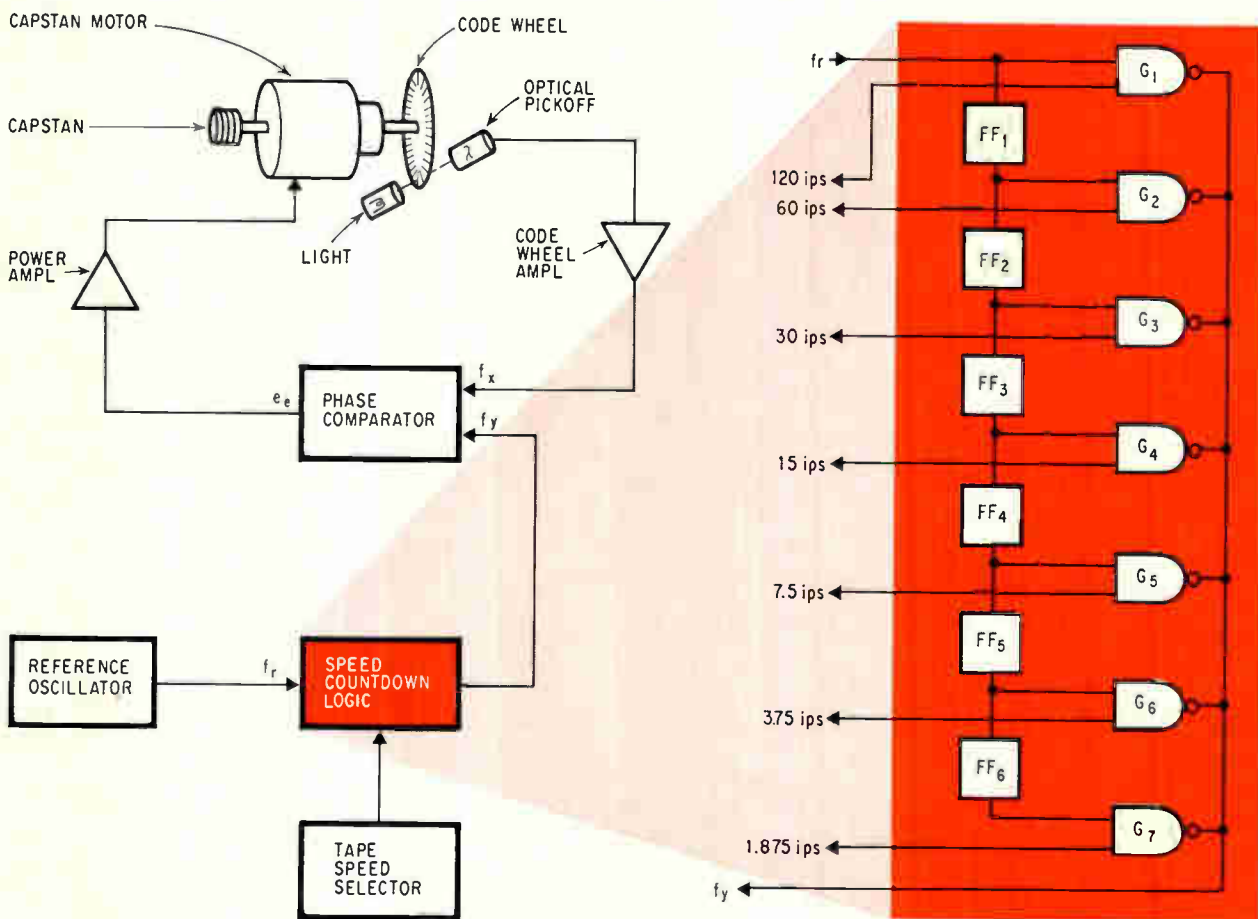 CAPSTAN MOTOR
CODE WHEEL
OPTICAL
PICKOFF
CAPSTAN
λ
LIGHT
POWER
AMPL
CODE
WHEEL
AMPL
PHASE
COMPARATOR
ee
fx
fy
REFERENCE
OSCILLATOR
fr
SPEED
COUNTDOWN
LOGIC
TAPE
SPEED
SELECTOR
fr
G1
FF1
120 ips
60 ips
G2
FF2
30 ips
G3
FF3
15 ips
G4
FF4
7.5 ips
G5
FF5
3.75 ips
G6
FF6
1.875 ips
G7
fy